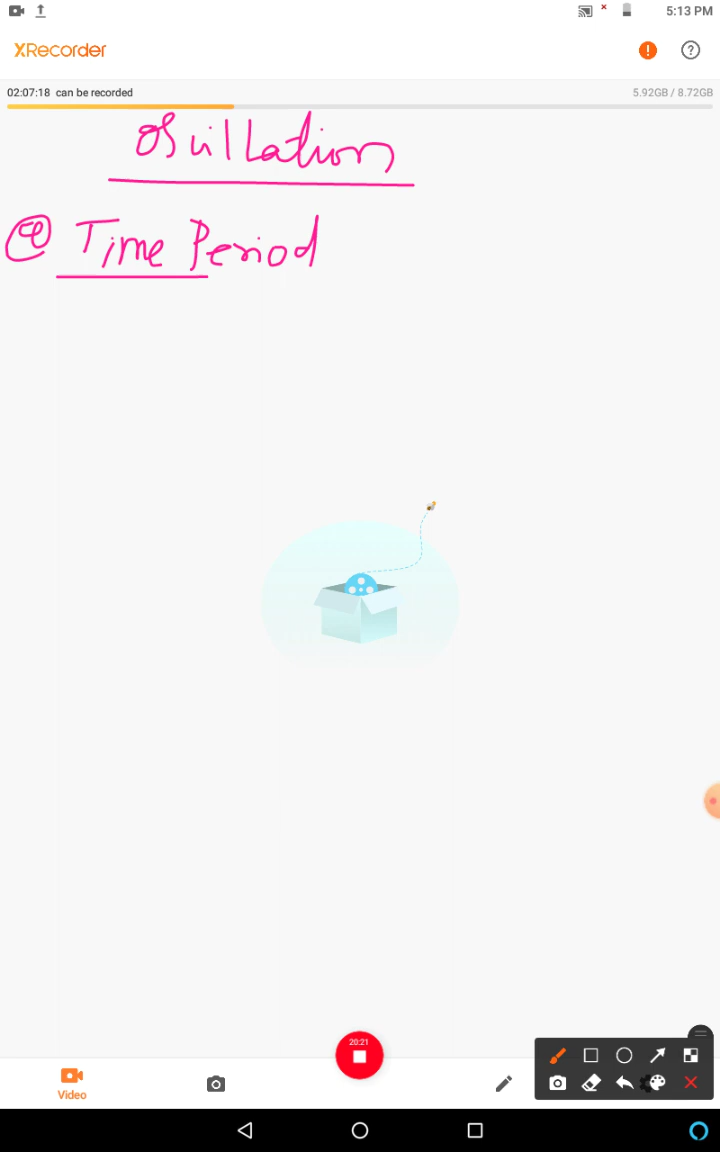 5:13 PM
XRecorder
02:07:18 can be recorded 5.92GB / 8.72GB
Oscillation
@ Time Period
20:21
Video